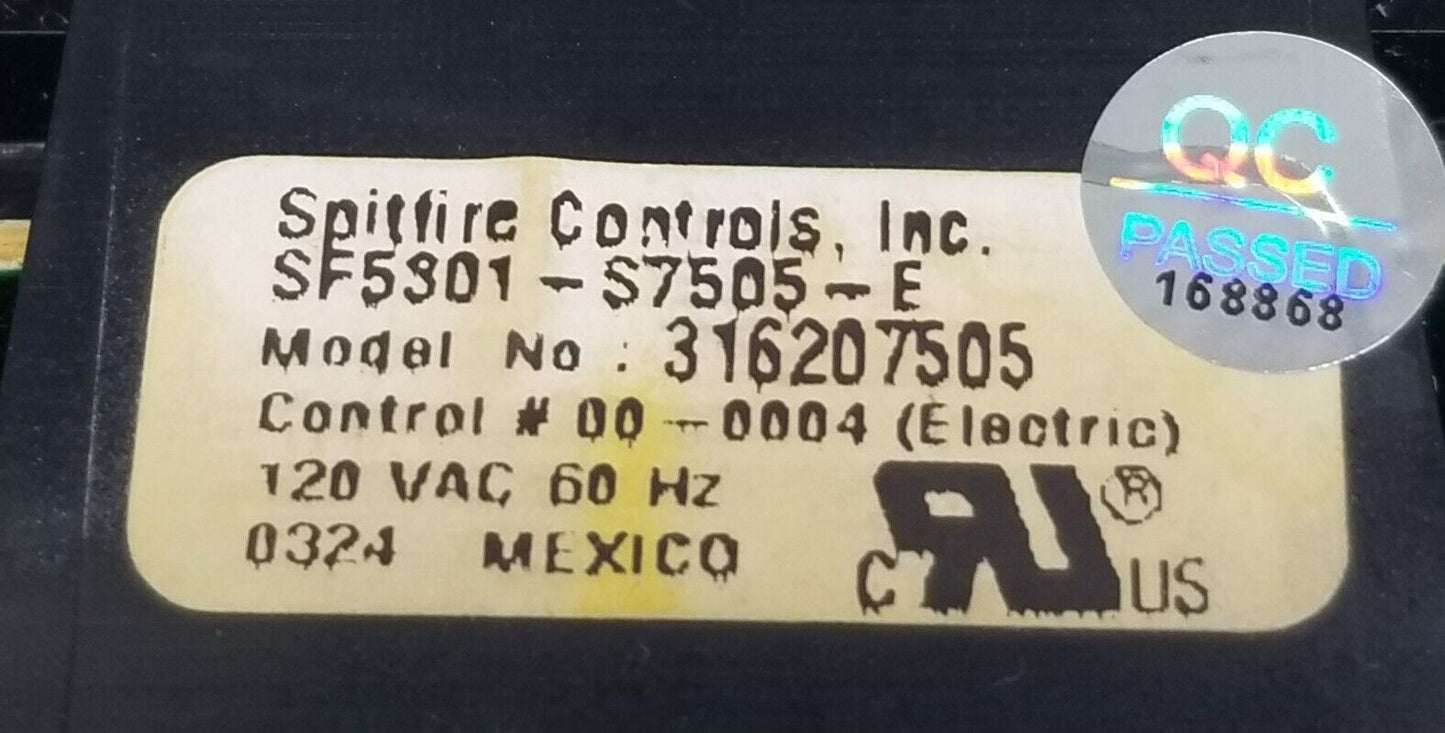 Spitfire Controls, Inc.
SF5301-S7505-E
Model No: 316207505
Control # 00-0004 (Electric)
120 VAC 60 Hz
0324 MEXICO
C RU ® US
QC
PASSED
168868